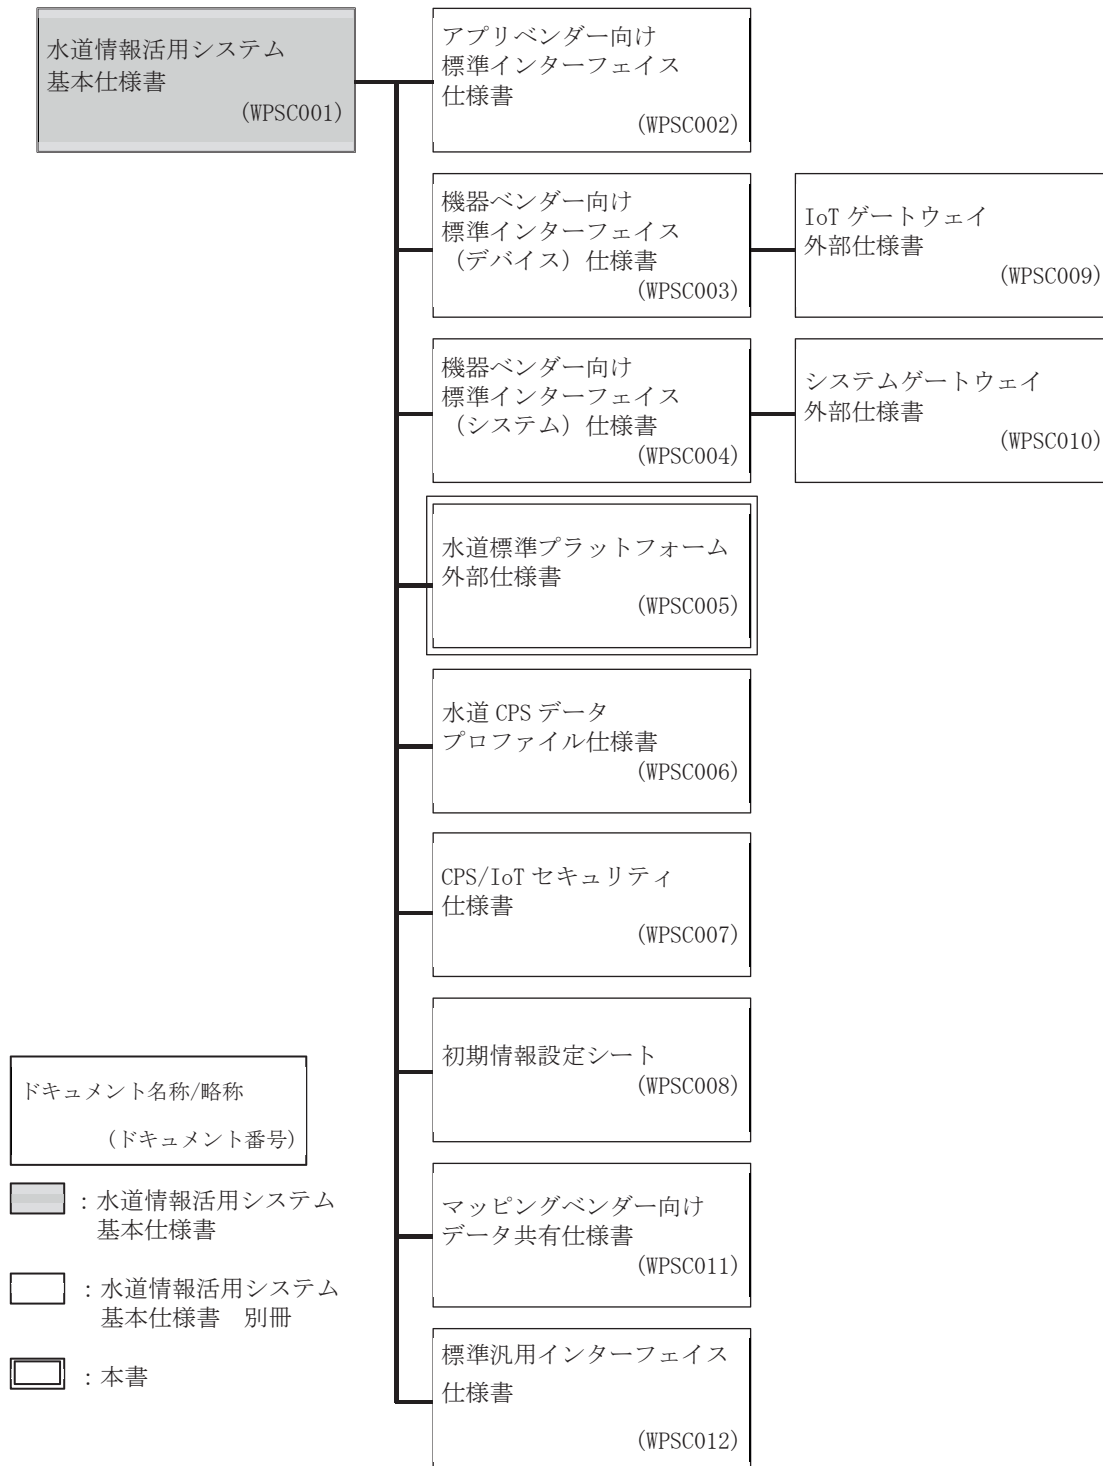 水道情報活用システム
基本仕様書
(WPSC001)
アプリベンダー向け
標準インターフェイス
仕様書
(WPSC002)
機器ベンダー向け
標準インターフェイス
（デバイス）仕様書
(WPSC003)
IoT ゲートウェイ
外部仕様書
(WPSC009)
機器ベンダー向け
標準インターフェイス
（システム）仕様書
(WPSC004)
システムゲートウェイ
外部仕様書
(WPSC010)
水道標準プラットフォーム
外部仕様書
(WPSC005)
水道 CPS データ
プロファイル仕様書
(WPSC006)
CPS/IoT セキュリティ
仕様書
(WPSC007)
初期情報設定シート
(WPSC008)
マッピングベンダー向け
データ共有仕様書
(WPSC011)
標準汎用インターフェイス
仕様書
(WPSC012)
ドキュメント名称/略称
(ドキュメント番号)
：水道情報活用システム
基本仕様書
：水道情報活用システム
基本仕様書　別冊
：本書